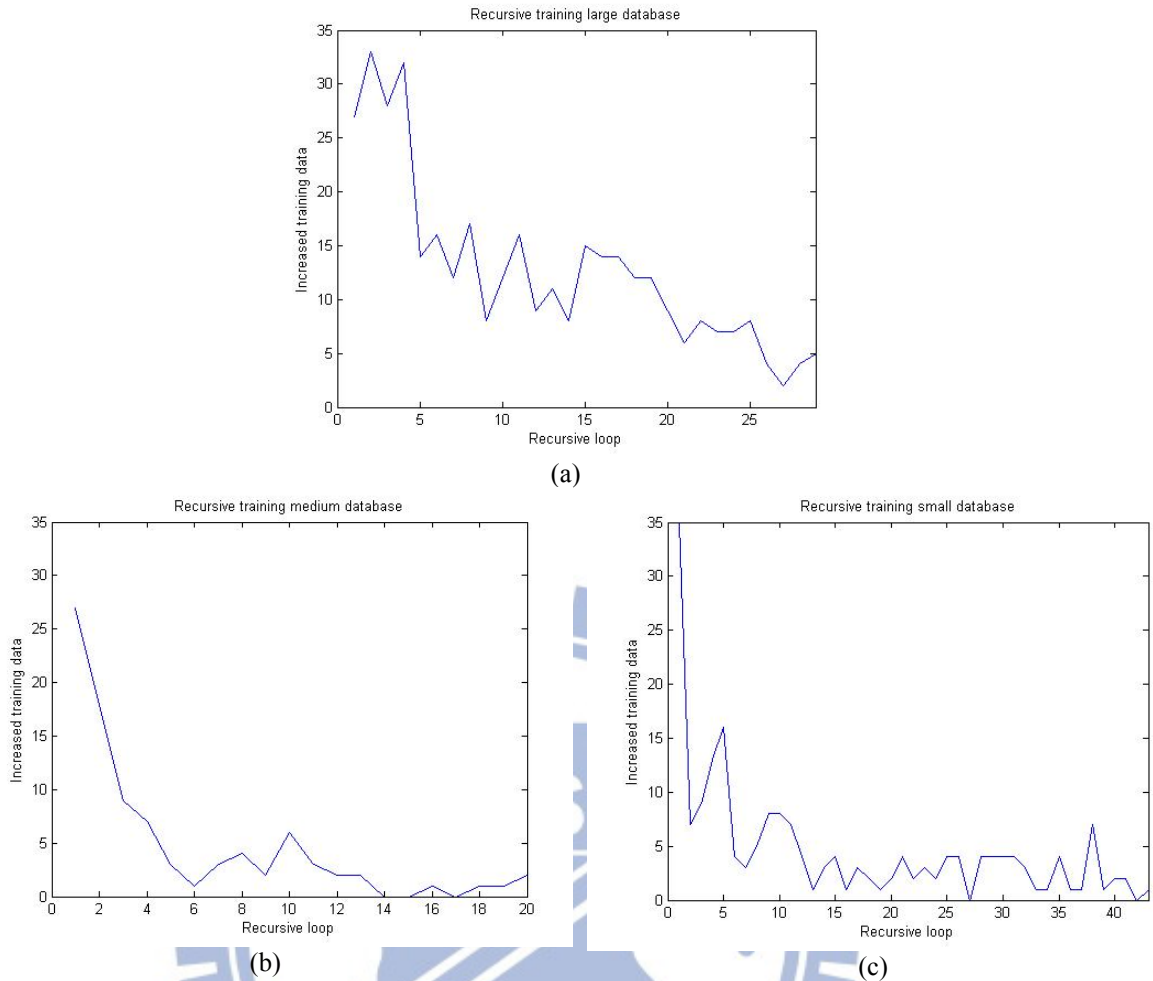 Recursive training large database
Increased training data
35
30
25
20
15
10
5
0
0 5 10 15 20 25
Recursive loop
(a)
Recursive training medium database
Increased training data
35
30
25
20
15
10
5
0
0 2 4 6 8 10 12 14 16 18 20
Recursive loop
(b)
Recursive training small database
Increased training data
35
30
25
20
15
10
5
0
0 5 10 15 20 25 30 35 40
Recursive loop
(c)